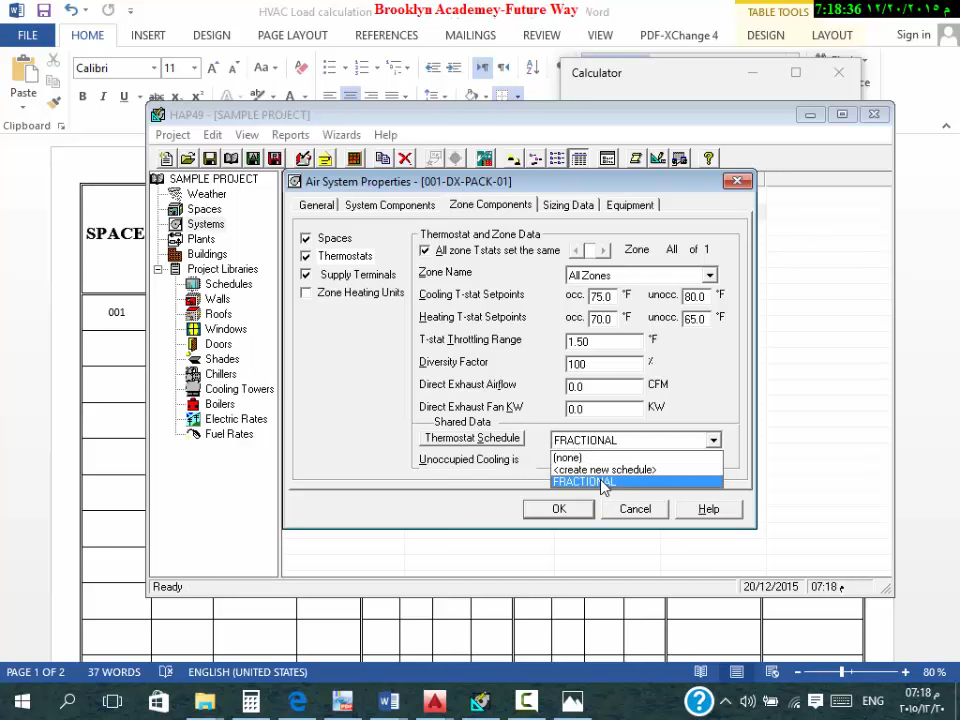 HVAC Load calculation
Word
Brooklyn Academey-Future Way
TABLE TOOLS
7:18:36 م ١٢/٢٠/٢٠١٥
FILE
HOME
INSERT
DESIGN
PAGE LAYOUT
REFERENCES
MAILINGS
REVIEW
VIEW
PDF-XChange 4
DESIGN
LAYOUT
Sign in
Paste
Calibri
11
Aa
B I U
Clipboard
Calculator
HAP49 - [SAMPLE PROJECT]
Project Edit View Reports Wizards Help
SAMPLE PROJECT
Weather
Spaces
Systems
Plants
Buildings
Project Libraries
Schedules
Walls
Roofs
Windows
Doors
Shades
Chillers
Cooling Towers
Boilers
Electric Rates
Fuel Rates
SPACE
001
Air System Properties - [001-DX-PACK-01]
General
System Components
Zone Components
Sizing Data
Equipment
Spaces
Thermostats
Supply Terminals
Zone Heating Units
Thermostat and Zone Data
All zone Tstats set the same
Zone All of 1
Zone Name
All Zones
Cooling T-stat Setpoints occ. 75.0 °F unocc. 80.0 °F
Heating T-stat Setpoints occ. 70.0 °F unocc. 65.0 °F
T-stat Throttling Range 1.50 °F
Diversity Factor 100 %
Direct Exhaust Airflow 0.0 CFM
Direct Exhaust Fan KW 0.0 KW
Shared Data
Thermostat Schedule
FRACTIONAL
(none)
<create new schedule>
FRACTIONAL
Unoccupied Cooling is
OK
Cancel
Help
Ready
20/12/2015
07:18 م
PAGE 1 OF 2
37 WORDS
ENGLISH (UNITED STATES)
80 %
ENG
07:18 م
٢٠١٥/١٢/٢٠